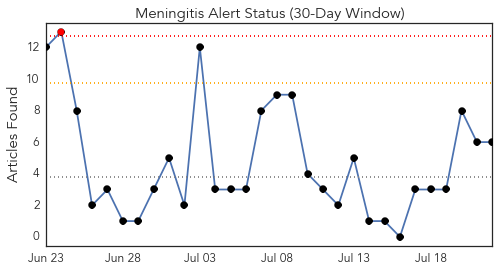 Meningitis Alert Status (30-Day Window)
Articles Found
12
10
8
6
4
2
0
Jun 23 Jun 28 Jul 03 Jul 08 Jul 13 Jul 18